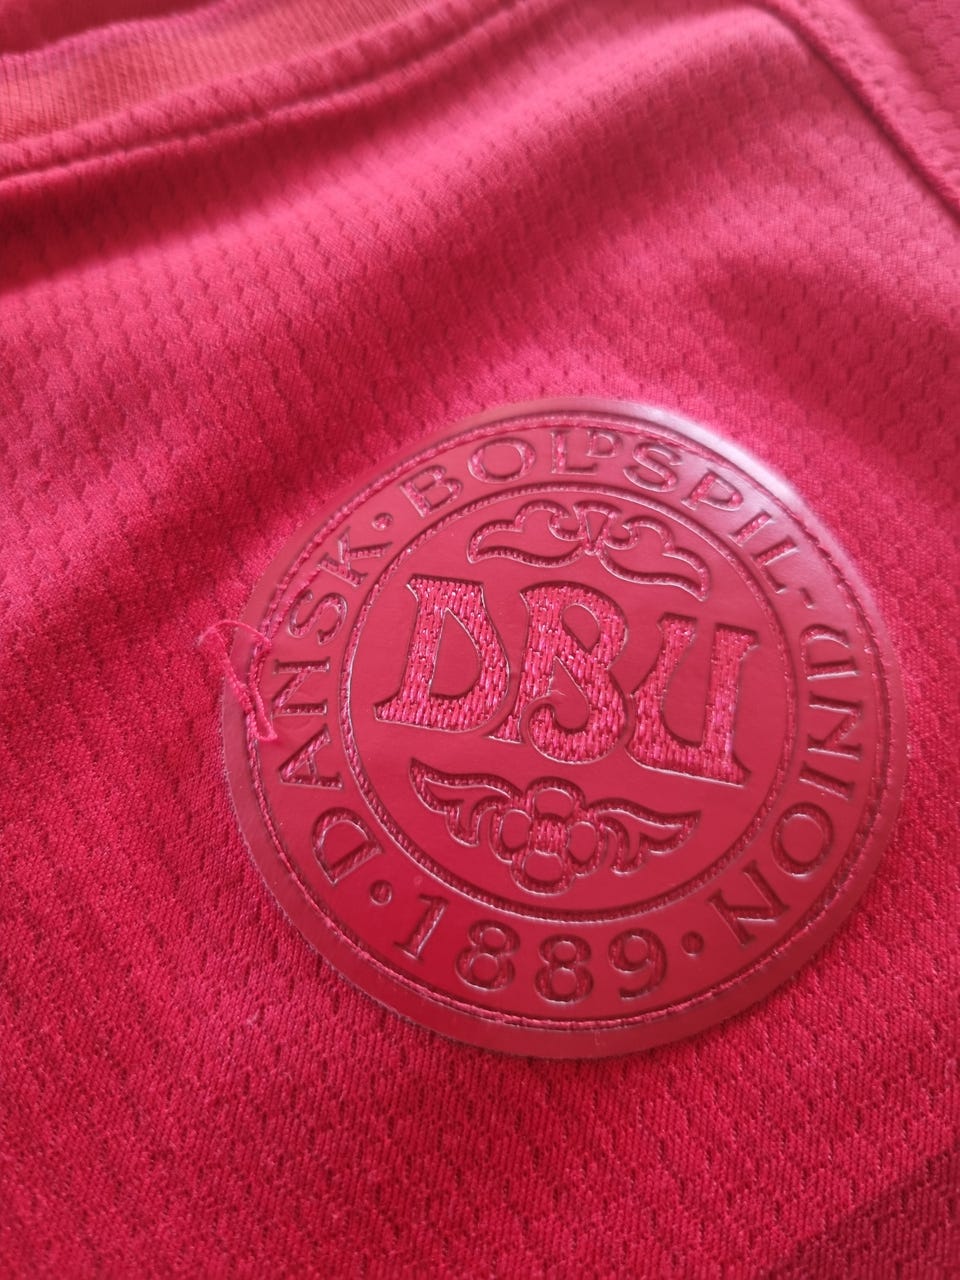 DANSK · BOLDSPIL-UNION · 1889 ·
DBU